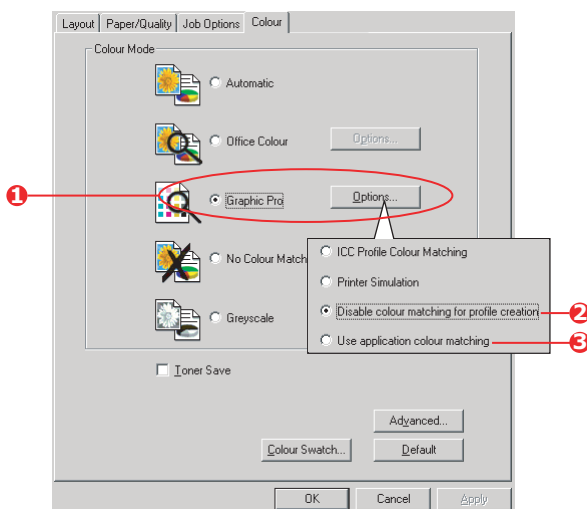 Layout Paper/Quality Job Options Colour
Colour Mode
Automatic
Office Colour Options...
1 Graphic Pro Options...
No Colour Match
ICC Profile Colour Matching
Printer Simulation
Disable colour matching for profile creation 2
Use application colour matching 3
Greyscale
Toner Save
Advanced...
Colour Swatch... Default
OK Cancel Apply